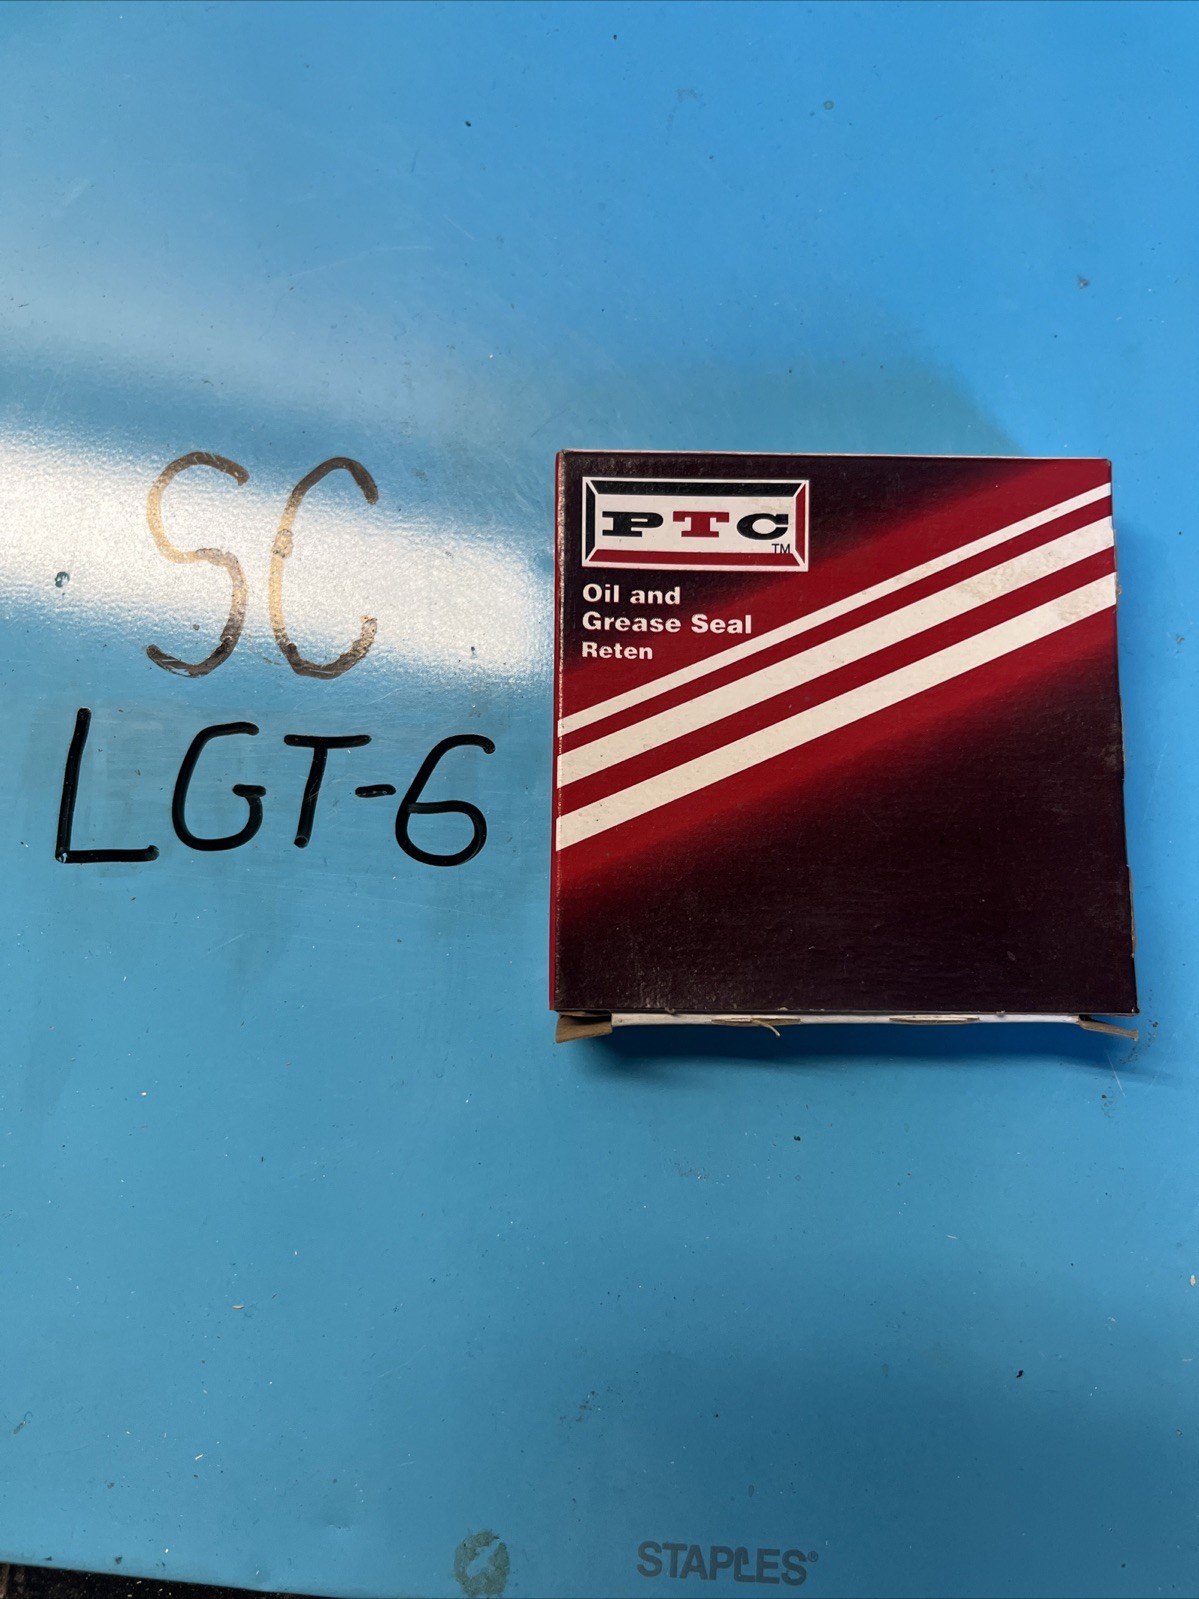 SC
LGT-6
PTC
TM
Oil and
Grease Seal
Reten
STAPLES®